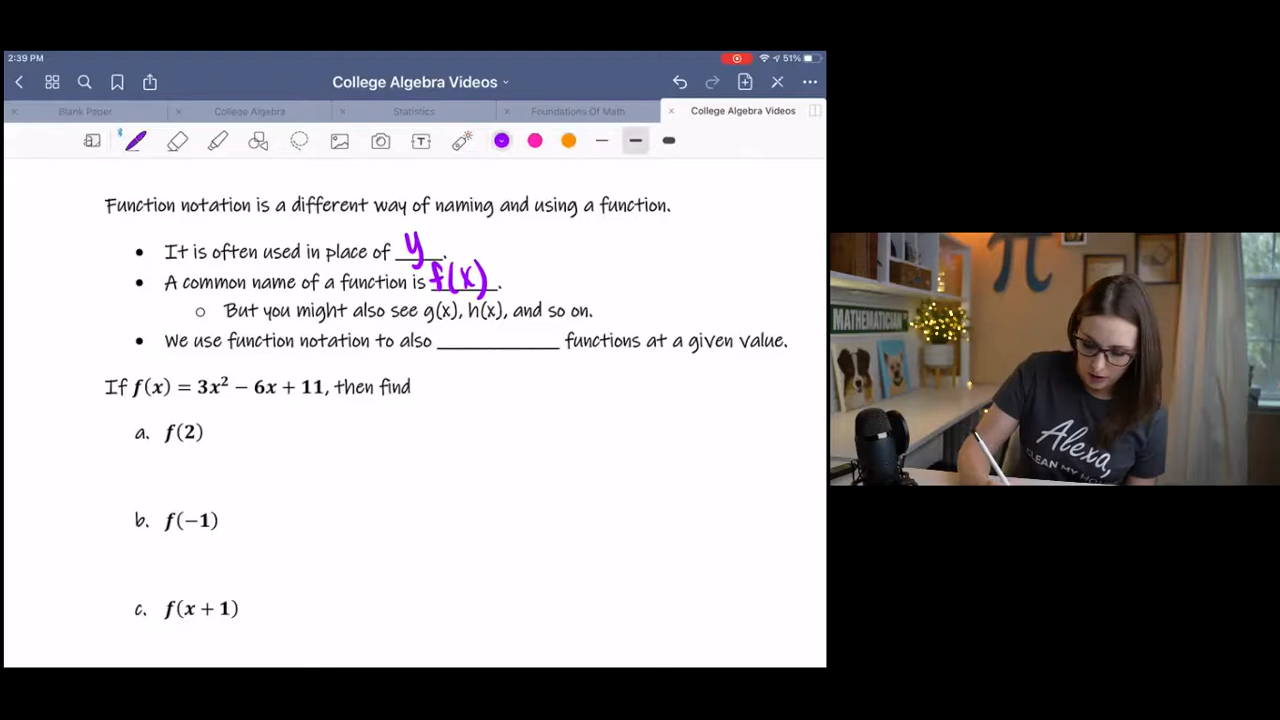 2:39 PM
51%
College Algebra Videos
Blank Paper
College Algebra
Statistics
Foundations Of Math
College Algebra Videos
Function notation is a different way of naming and using a function.
• It is often used in place of y.
• A common name of a function is f(x).
○ But you might also see g(x), h(x), and so on.
• We use function notation to also ____________ functions at a given value.
If f(x) = 3x² − 6x + 11, then find
a. f(2)
b. f(−1)
c. f(x + 1)
MATHEMATICIAN
π
Alexa,
CLEAN MY